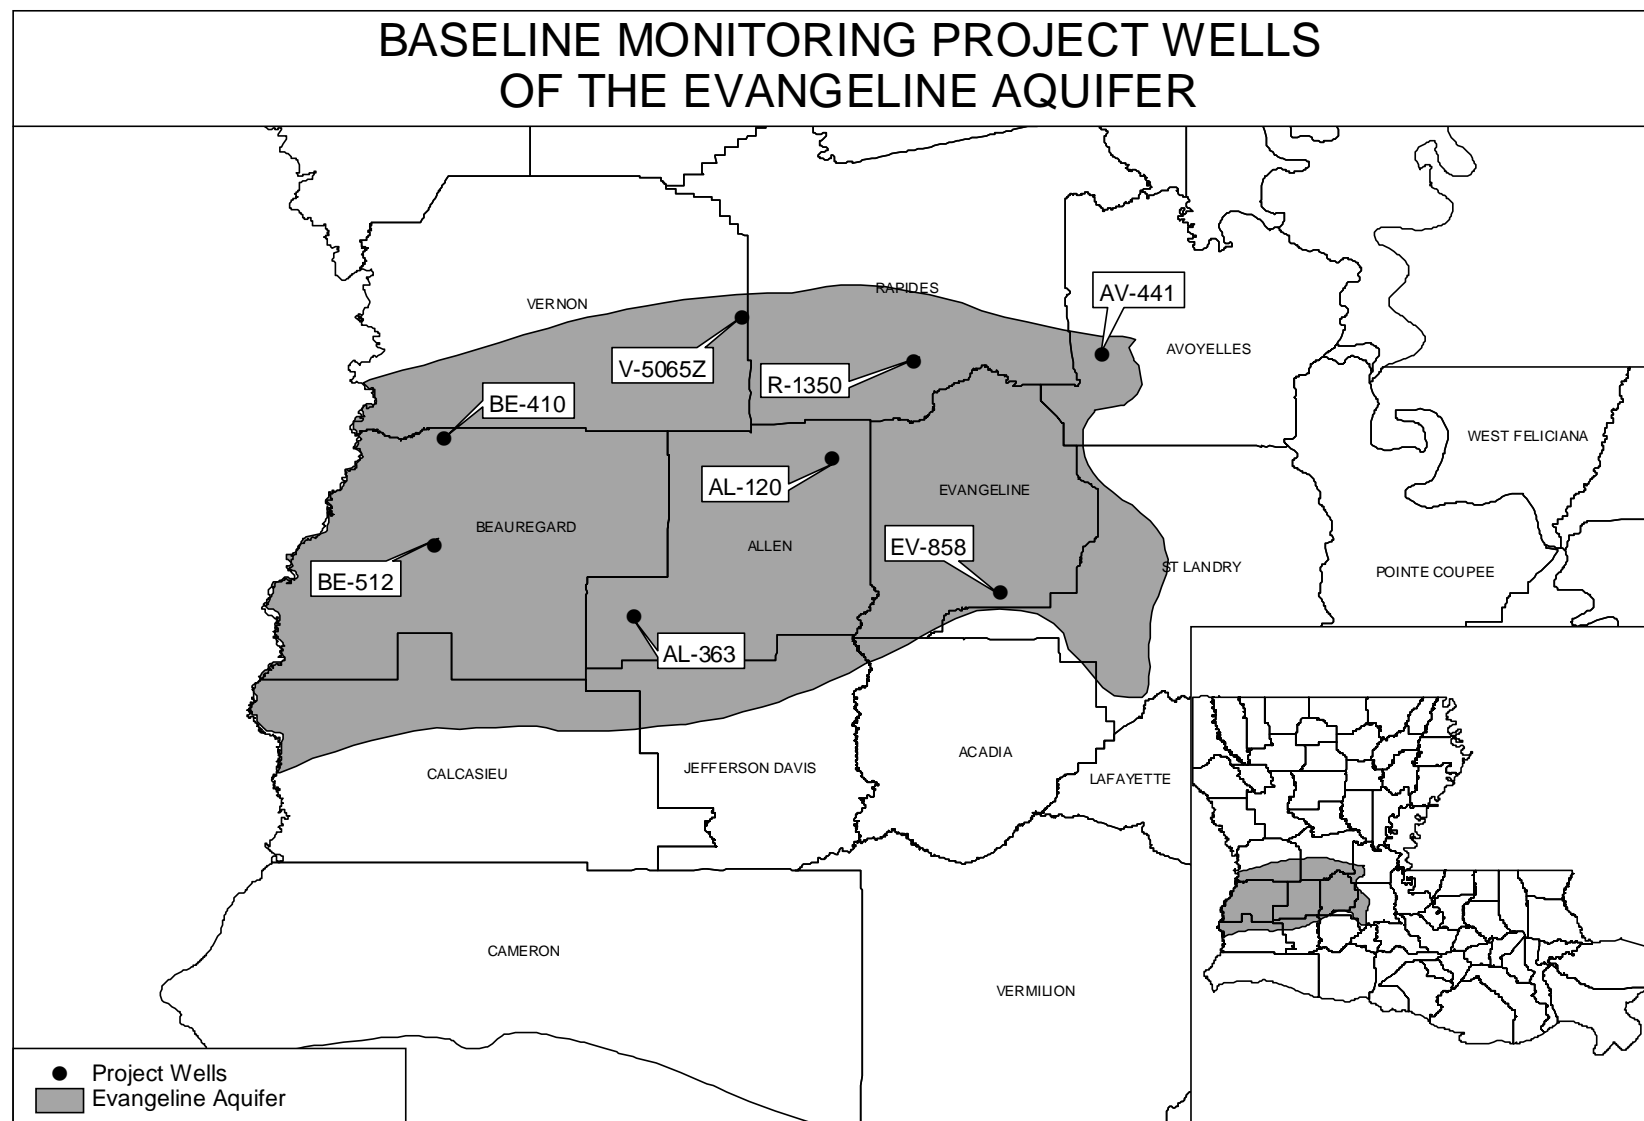 BASELINE MONITORING PROJECT WELLS
OF THE EVANGELINE AQUIFER
RAPIDES
AV-441
VERNON
AVOYELLES
V-5065Z
R-1350
BE-410
WEST FELICIANA
AL-120
EVANGELINE
BEAUREGARD
ALLEN
EV-858
BE-512
ST LANDRY
POINTE COUPEE
AL-363
ACADIA
JEFFERSON DAVIS
CALCASIEU
LAFAYETTE
CAMERON
VERMILION
Project Wells
Evangeline Aquifer